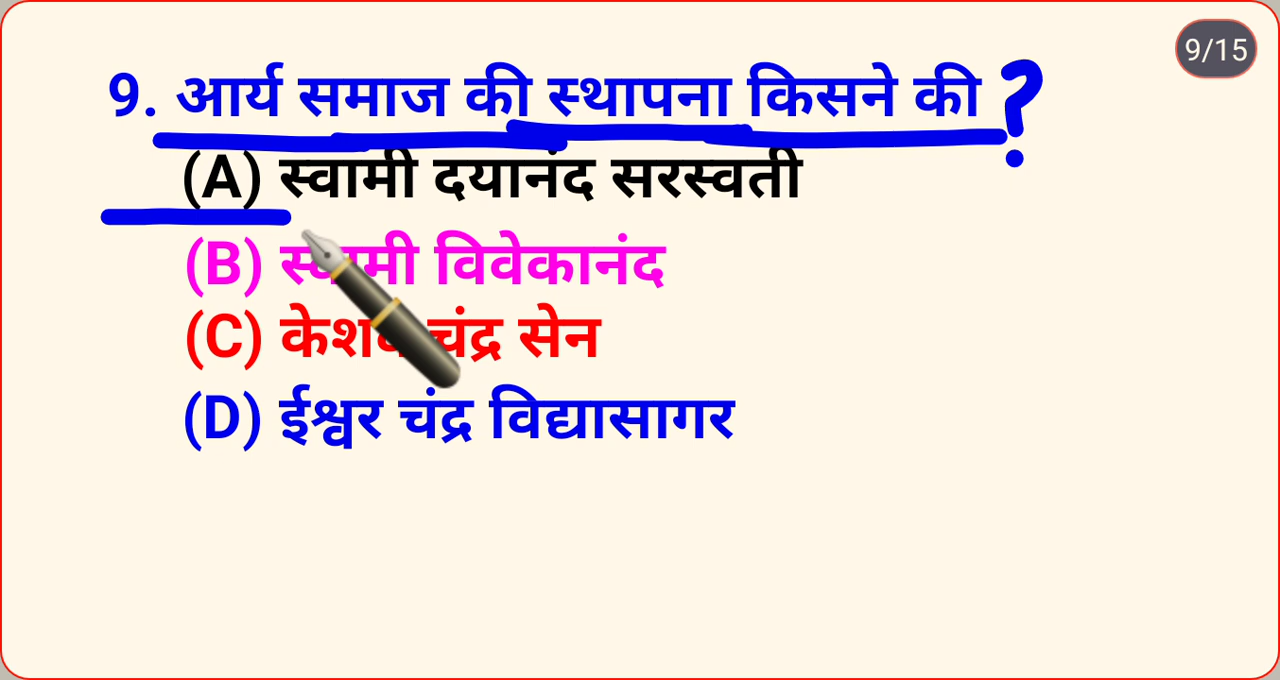 9/15
9. आर्य समाज की स्थापना किसने की ?
(A) स्वामी दयानंद सरस्वती
(B) स्वामी विवेकानंद
(C) केशव चंद्र सेन
(D) ईश्वर चंद्र विद्यासागर